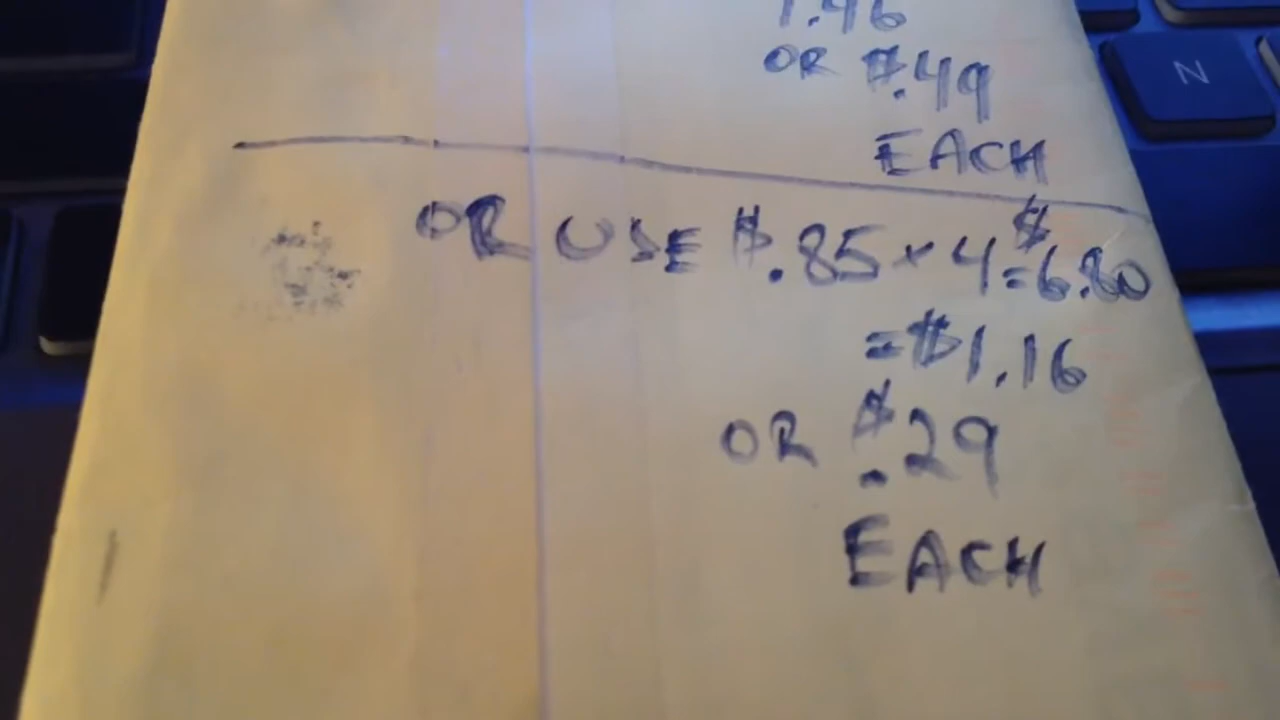 1.46
OR $.49
EACH
OR USE $.85 × 4 = $6.80
= $1.16
OR $.29
EACH
N